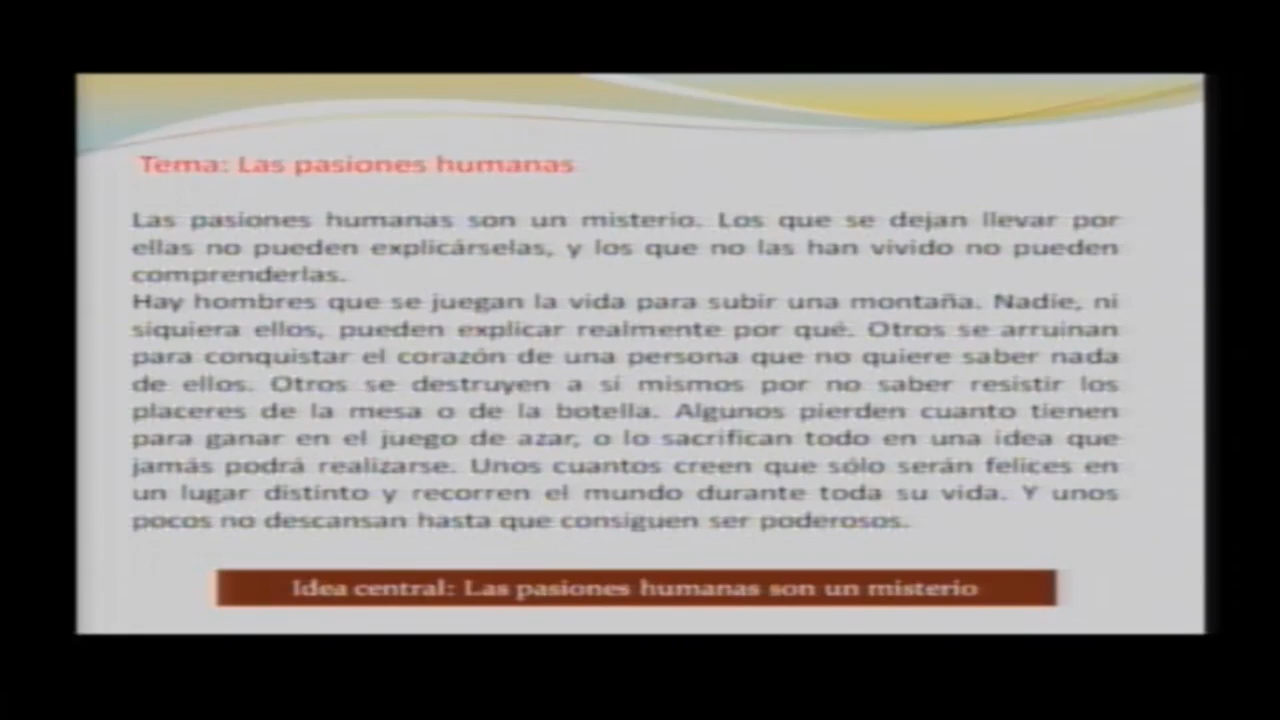 Tema: Las pasiones humanas
Las pasiones humanas son un misterio. Los que se dejan llevar por
ellas no pueden explicárselas, y los que no las han vivido no pueden
comprenderlas.
Hay hombres que se juegan la vida para subir una montaña. Nadie, ni
siquiera ellos, pueden explicar realmente por qué. Otros se arruinan
para conquistar el corazón de una persona que no quiere saber nada
de ellos. Otros se destruyen a sí mismos por no saber resistir los
placeres de la mesa o de la botella. Algunos pierden cuanto tienen
para ganar en el juego de azar, o lo sacrifican todo en una idea que
jamás podrá realizarse. Unos cuantos creen que sólo serán felices en
un lugar distinto y recorren el mundo durante toda su vida. Y unos
pocos no descansan hasta que consiguen ser poderosos.
Idea central: Las pasiones humanas son un misterio